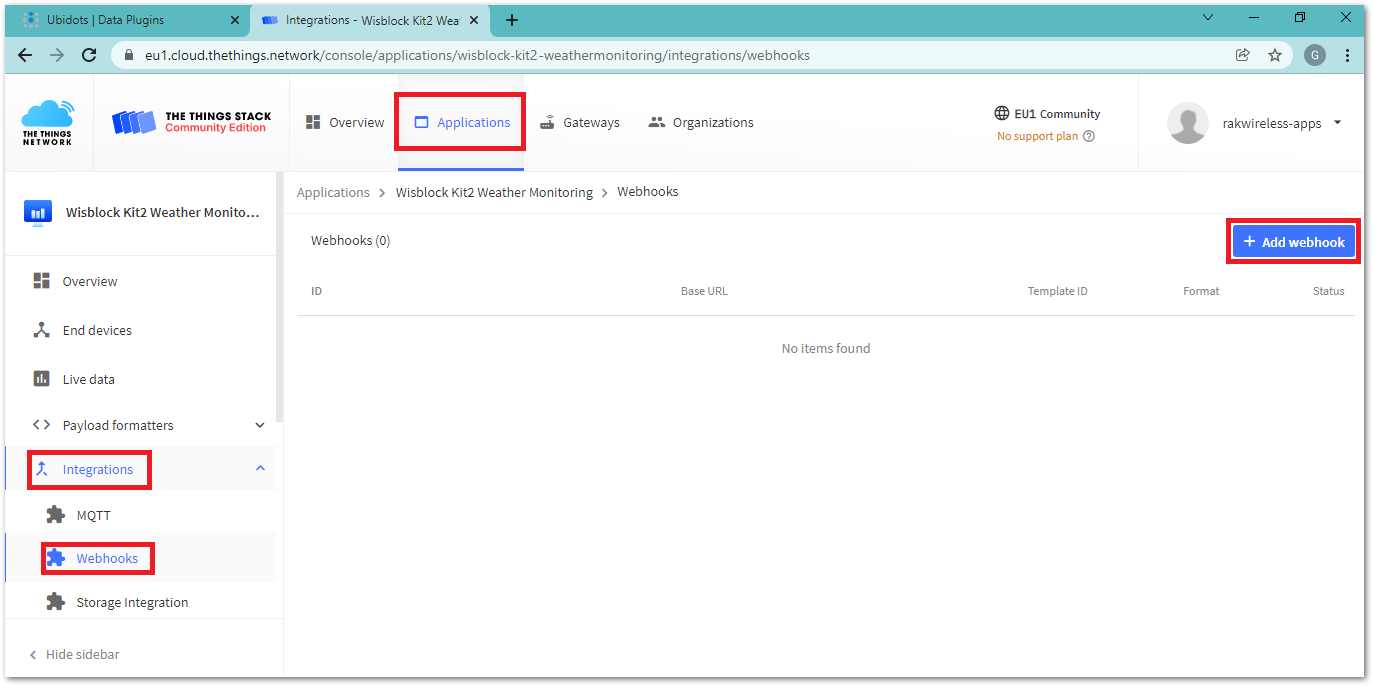 Ubidots | Data Plugins
Integrations - Wisblock Kit2 Wea
eu1.cloud.thethings.network/console/applications/wisblock-kit2-weathermonitoring/integrations/webhooks
G
THE THINGS
NETWORK
THE THINGS STACK
Community Edition
Overview
Applications
Gateways
Organizations
EU1 Community
No support plan ?
rakwireless-apps
Wisblock Kit2 Weather Monito...
Overview
End devices
Live data
Payload formatters
Integrations
MQTT
Webhooks
Storage Integration
Hide sidebar
Applications > Wisblock Kit2 Weather Monitoring > Webhooks
Webhooks (0)
+ Add webhook
ID Base URL Template ID Format Status
No items found